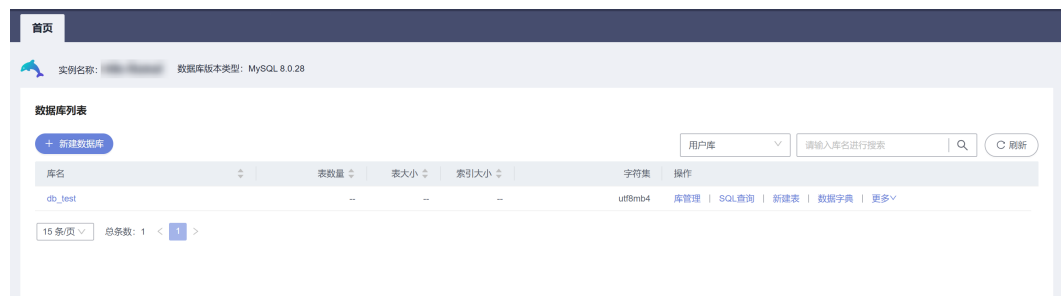 首页
实例名称: 数据库版本类型: MySQL 8.0.28
数据库列表
+ 新建数据库 用户库 请输入库名进行搜索 刷新
库名 表数量 表大小 索引大小 字符集 操作
db_test -- -- -- utf8mb4 库管理 | SQL查询 | 新建表 | 数据字典 | 更多
15 条/页 总条数: 1 < 1 >